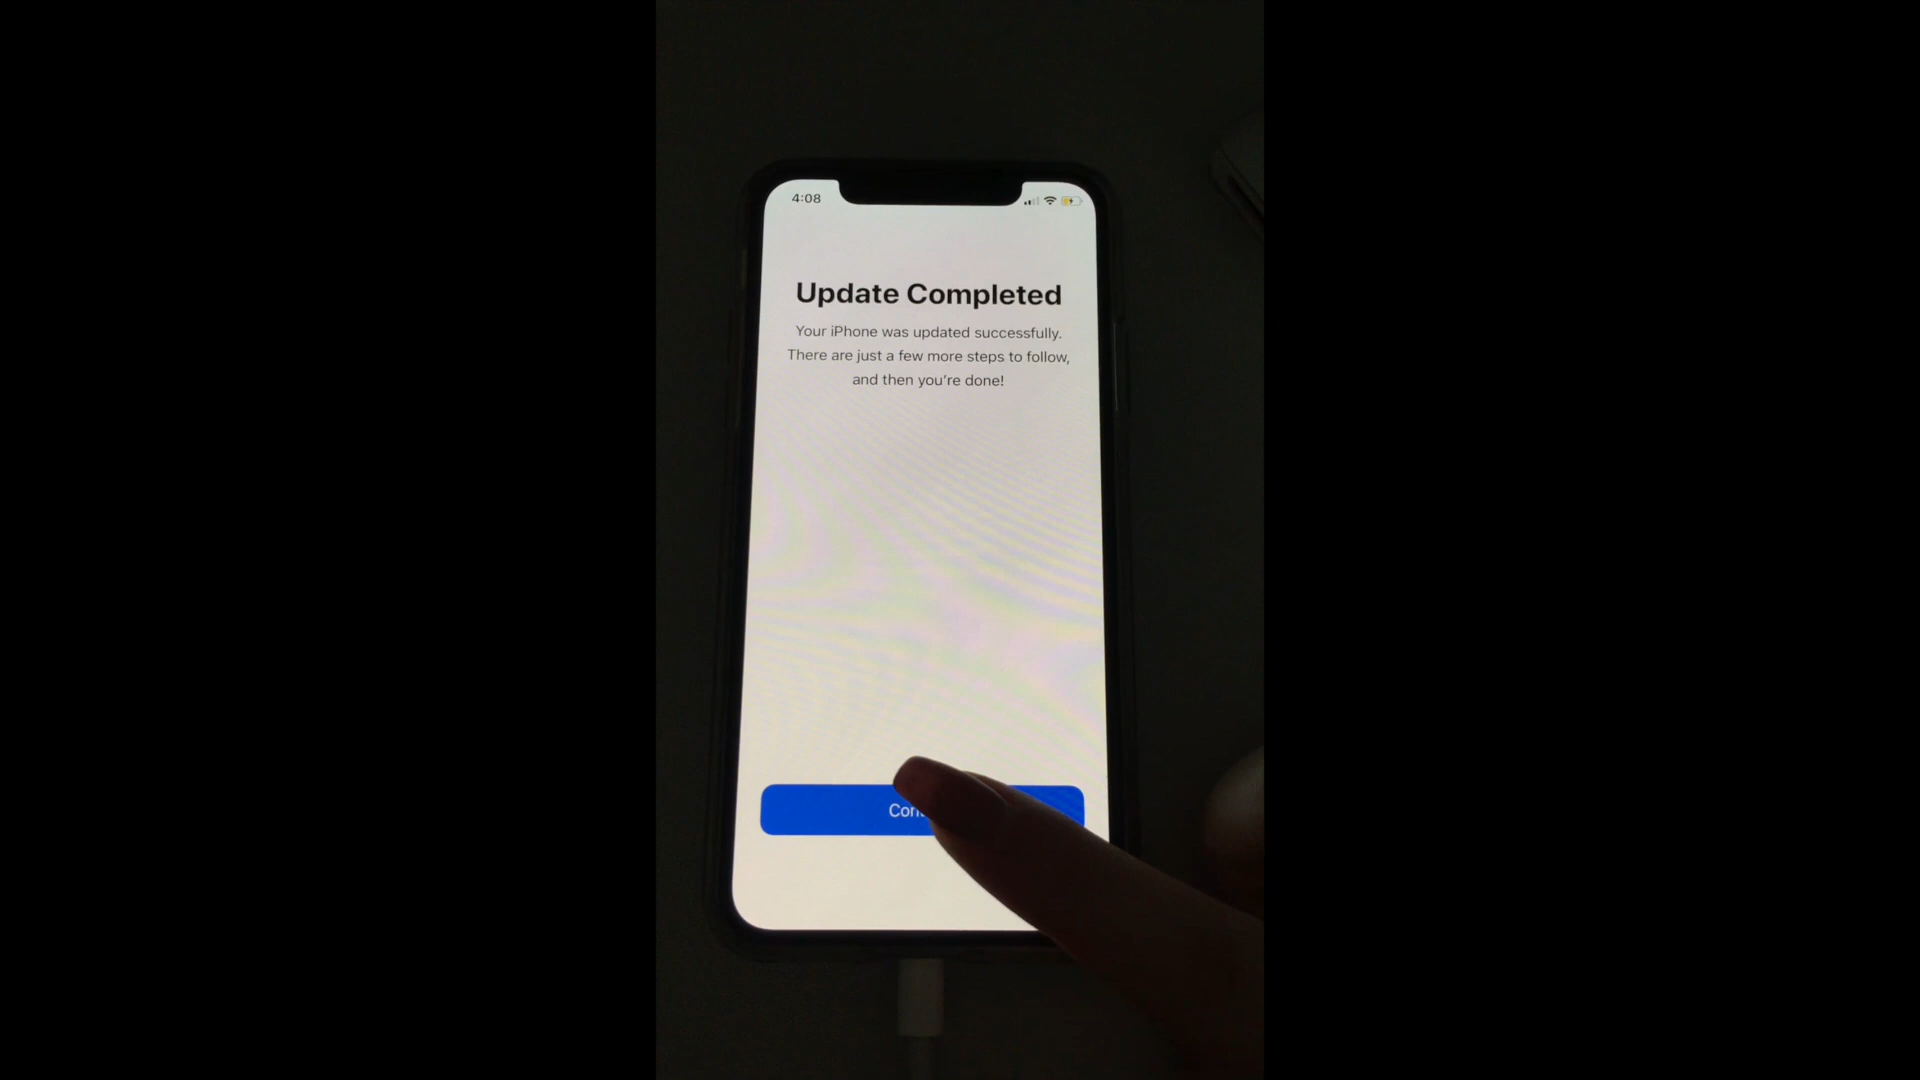 4:08
Update Completed
Your iPhone was updated successfully.
There are just a few more steps to follow,
and then you're done!